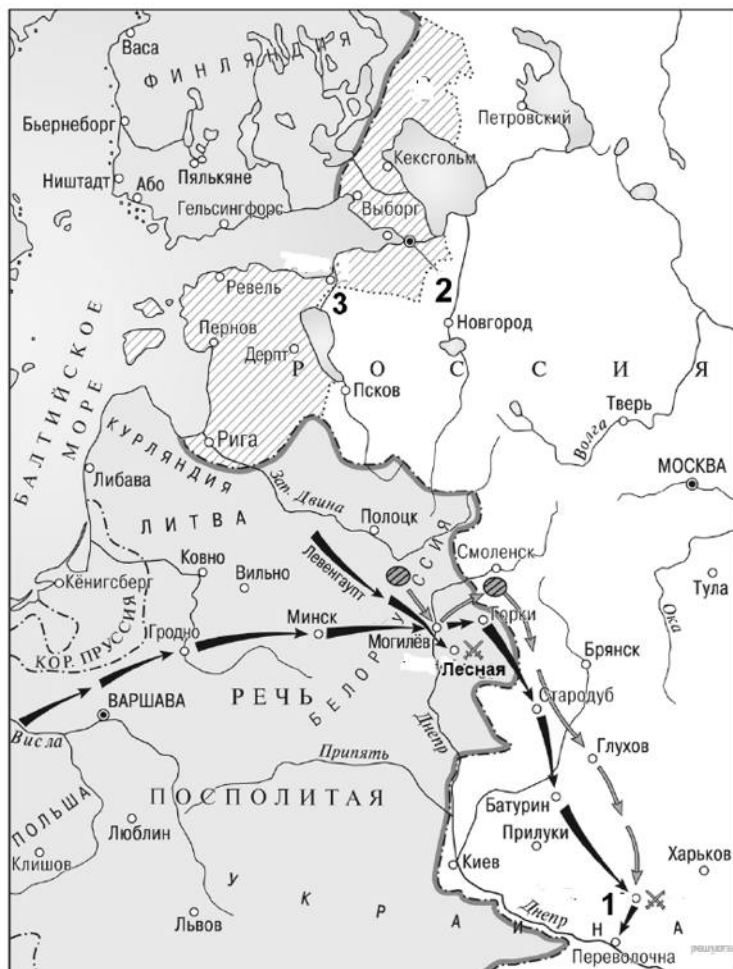 Васа
ФИНЛЯНДИЯ
Бьернеборг
Петровский
Пялькяне
Кексгольм
Ништадт
Або
Выборг
Гельсингфорс
2
Ревель
3
Новгород
Пернов
Дерпт
РОССИЯ
Псков
БАЛТИЙСКОЕ
МОРЕ
Тверь
Волга
Рига
КУРЛЯНДИЯ
МОСКВА
Либава
Зап. Двина
ЛИТВА
Полоцк
Смоленск
Левенгаупт
Ковно
Вильно
Кёнигсберг
Тула
Ока
Минск
Горки
КОР. ПРУССИЯ
Гродно
Могилёв
Брянск
Лесная
БЕЛОРУССИЯ
РЕЧЬ
ВАРШАВА
Стародуб
Висла
Днепр
Глухов
Припять
ПОСПОЛИТАЯ
Батурин
ПОЛЬША
Люблин
Прилуки
Харьков
Клишов
Киев
УКРАИНА
1
Львов
Днепр
Переволочна